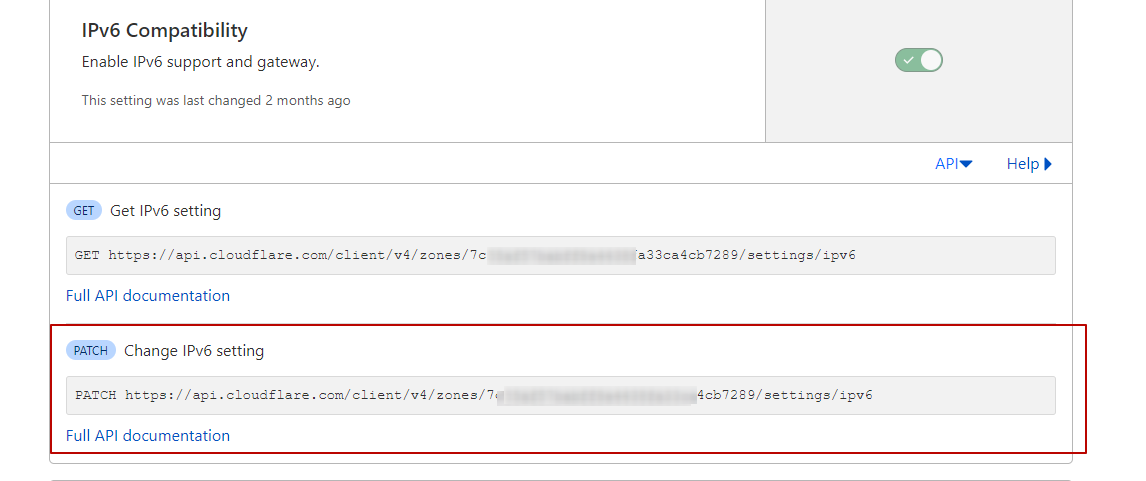 IPv6 Compatibility
Enable IPv6 support and gateway.
This setting was last changed 2 months ago
API Help
GET Get IPv6 setting
GET https://api.cloudflare.com/client/v4/zones/7c a33ca4cb7289/settings/ipv6
Full API documentation
PATCH Change IPv6 setting
PATCH https://api.cloudflare.com/client/v4/zones/7c 4cb7289/settings/ipv6
Full API documentation